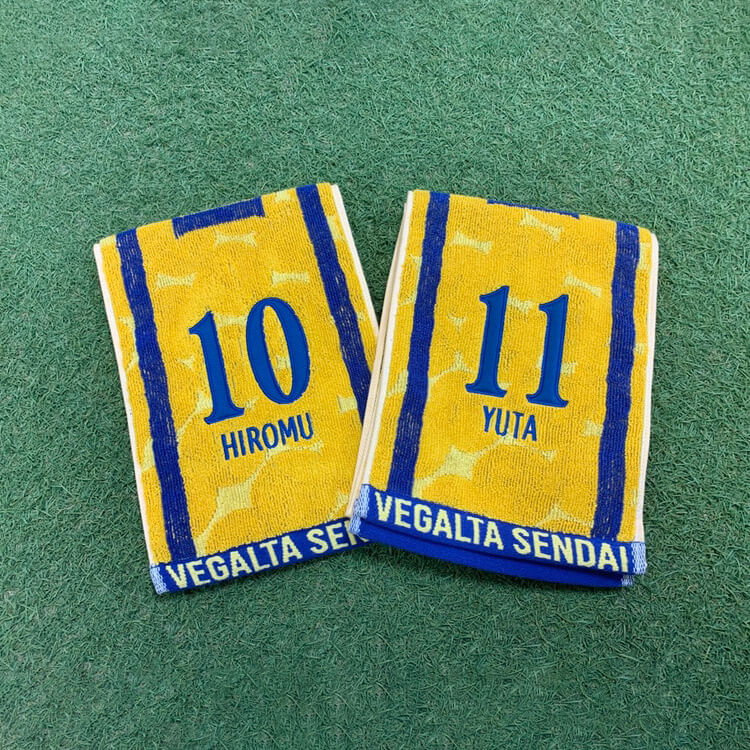 10
HIROMU
VEGALTA SEN
11
YUTA
VEGALTA SENDAI